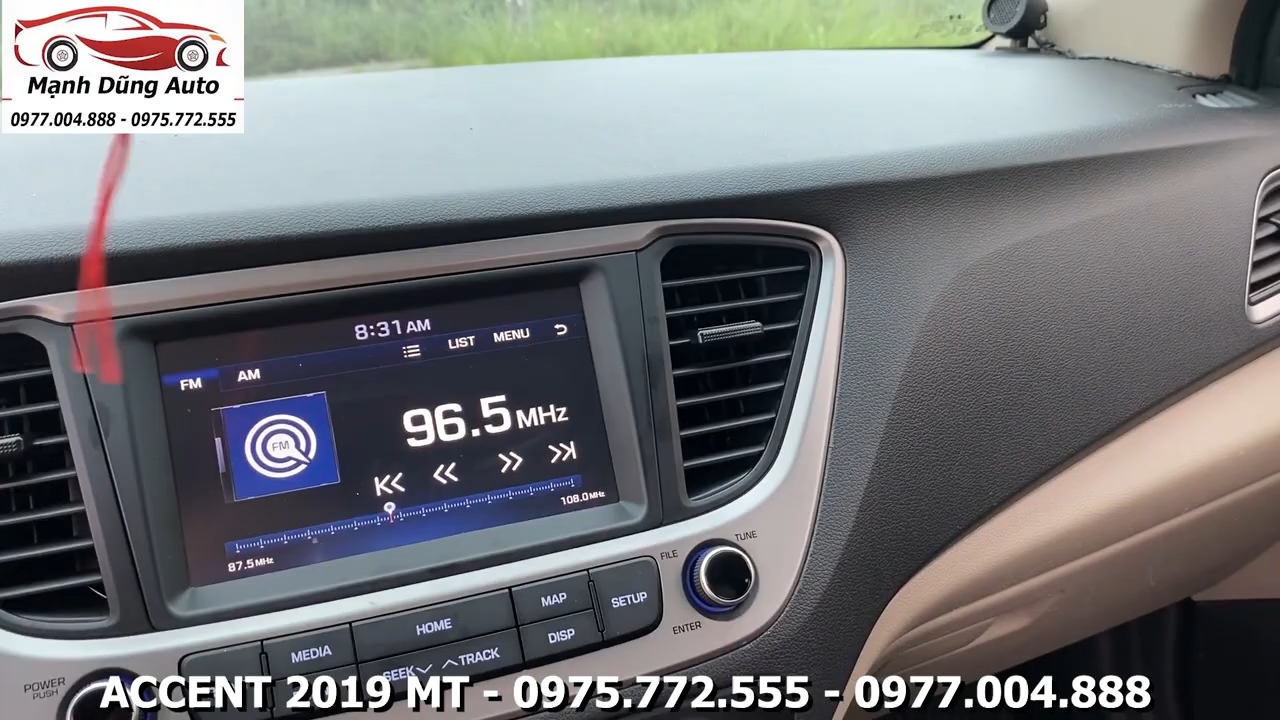 Mạnh Dũng Auto
0977.004.888 - 0975.772.555
8:31 AM
LIST MENU
FM AM
FM
96.5 MHz
87.5 MHz 108.0 MHz
TUNE
FILE
ENTER
MAP
SETUP
HOME
DISP
MEDIA
SEEK TRACK
POWER
PUSH
ACCENT 2019 MT - 0975.772.555 - 0977.004.888